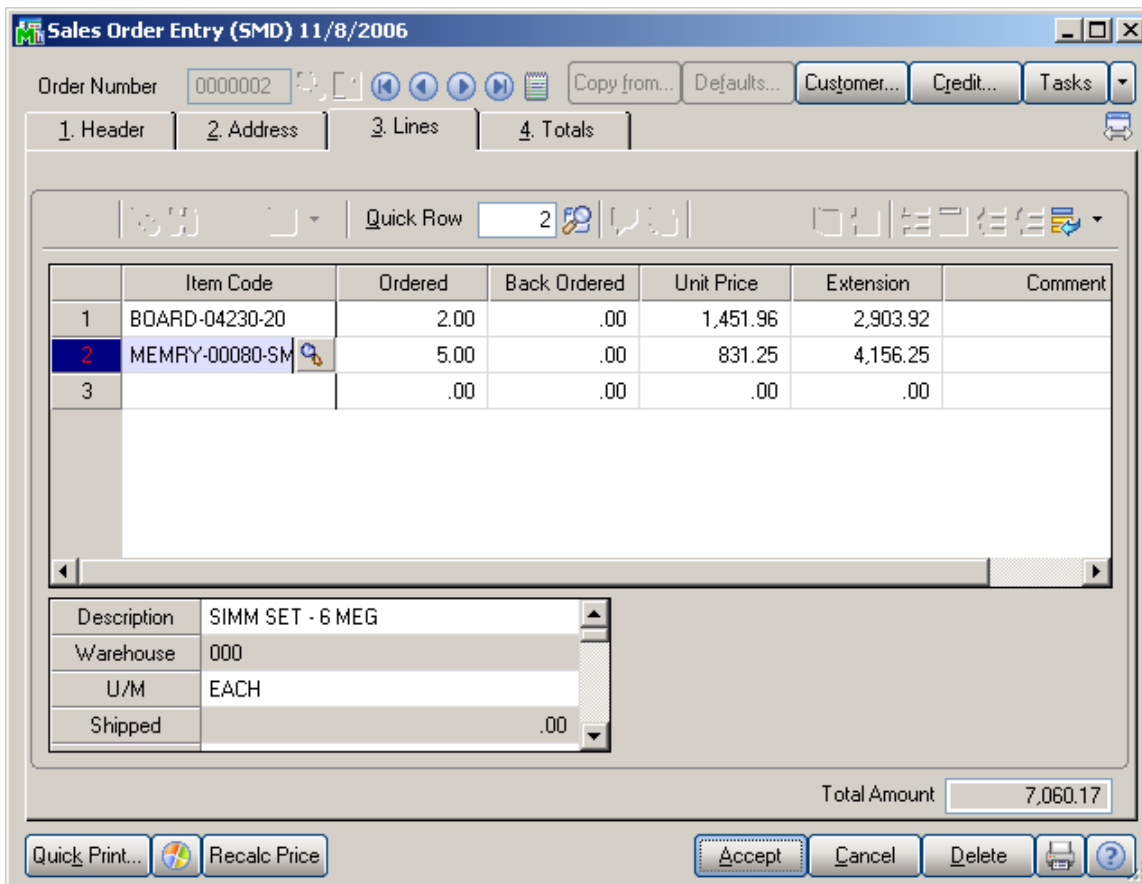 Sales Order Entry (SMD) 11/8/2006
Order Number 0000002 Copy from... Defaults... Customer... Credit... Tasks
1. Header 2. Address 3. Lines 4. Totals
Quick Row 2
Item Code Ordered Back Ordered Unit Price Extension Comment
1 BOARD-04230-20 2.00 .00 1,451.96 2,903.92
2 MEMRY-00080-SM 5.00 .00 831.25 4,156.25
3 .00 .00 .00 .00
Description SIMM SET - 6 MEG
Warehouse 000
U/M EACH
Shipped .00
Total Amount 7,060.17
Quick Print... Recalc Price Accept Cancel Delete